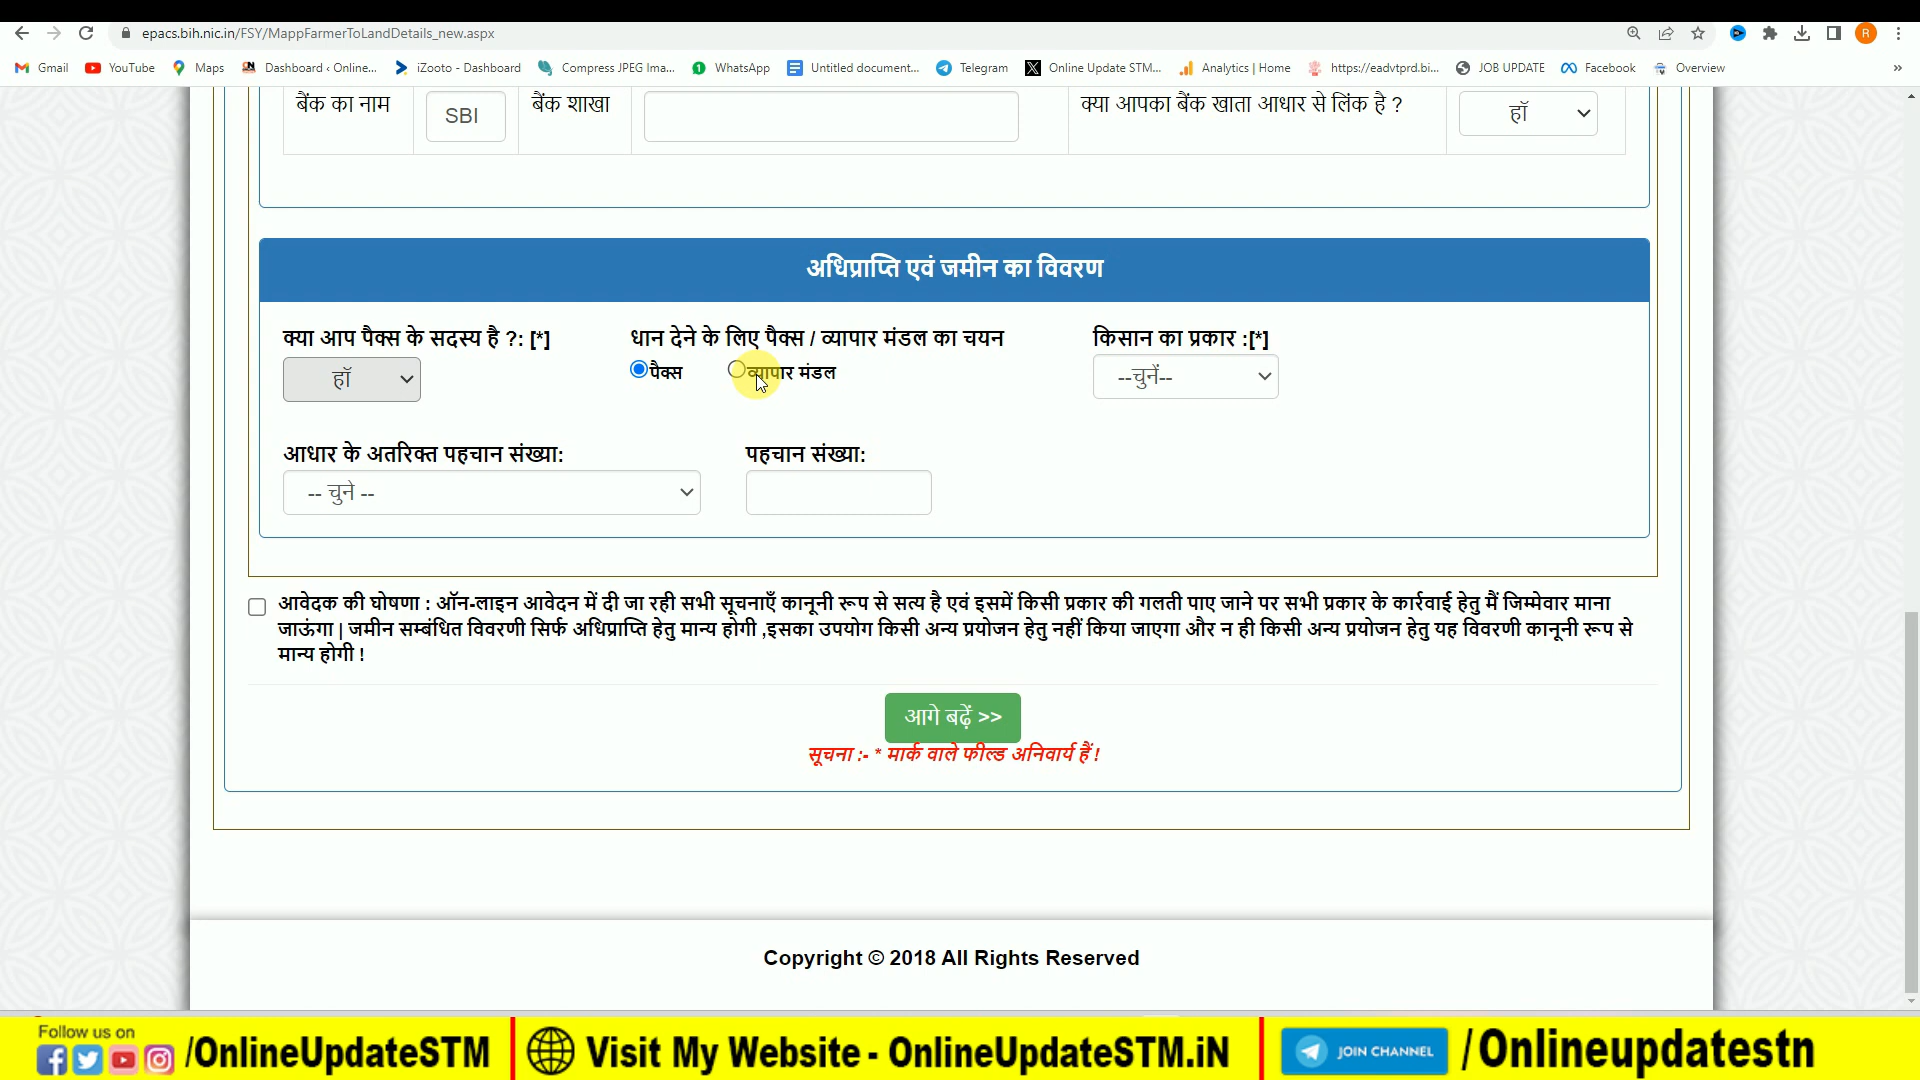 epacs.bih.nic.in/FSY/MappFarmerToLandDetails_new.aspx
R
Gmail YouTube Maps Dashboard ‹ Online... iZooto - Dashboard Compress JPEG Ima... WhatsApp Untitled document... Telegram Online Update STM... Analytics | Home https://eadvtprd.bi... JOB UPDATE Facebook Overview »
बैंक का नाम SBI बैंक शाखा क्या आपका बैंक खाता आधार से लिंक है ? हॉ
अधिप्राप्ति एवं जमीन का विवरण
क्या आप पैक्स के सदस्य है ?: [*] धान देने के लिए पैक्स / व्यापार मंडल का चयन किसान का प्रकार :[*]
हॉ पैक्स व्यापार मंडल --चुनें--
आधार के अतरिक्त पहचान संख्या: पहचान संख्या:
-- चुने --
आवेदक की घोषणा : ऑन-लाइन आवेदन में दी जा रही सभी सूचनाएँ कानूनी रूप से सत्य है एवं इसमें किसी प्रकार की गलती पाए जाने पर सभी प्रकार के कार्रवाई हेतु मैं जिम्मेवार माना
जाऊंगा | जमीन सम्बंधित विवरणी सिर्फ अधिप्राप्ति हेतु मान्य होगी ,इसका उपयोग किसी अन्य प्रयोजन हेतु नहीं किया जाएगा और न ही किसी अन्य प्रयोजन हेतु यह विवरणी कानूनी रूप से
मान्य होगी !
आगे बढ़ें >>
सूचना :- * मार्क वाले फील्ड अनिवार्य हैं !
Copyright © 2018 All Rights Reserved
Follow us on
/OnlineUpdateSTM Visit My Website - OnlineUpdateSTM.iN JOIN CHANNEL /Onlineupdatestn